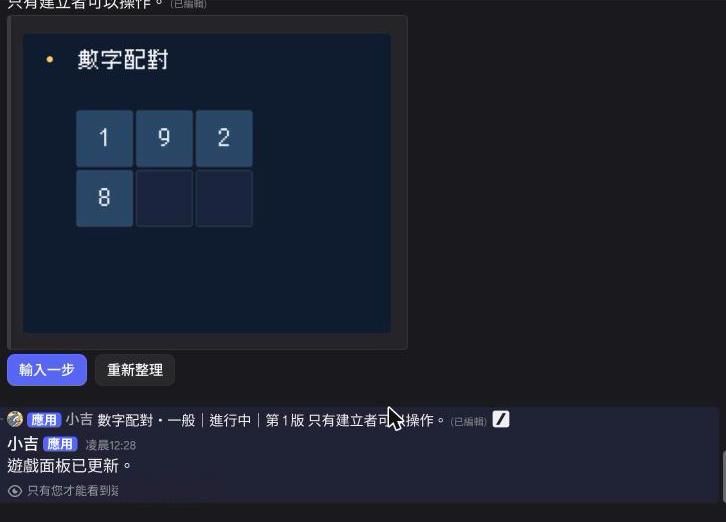 只有建立者可以操作。(已編輯)
數字配對
1 9 2
8
輸入一步 重新整理
應用 小吉 數字配對・一般｜進行中｜第1版 只有建立者可以操作。(已編輯)
小吉 應用 凌晨12:28
遊戲面板已更新。
只有您才能看到